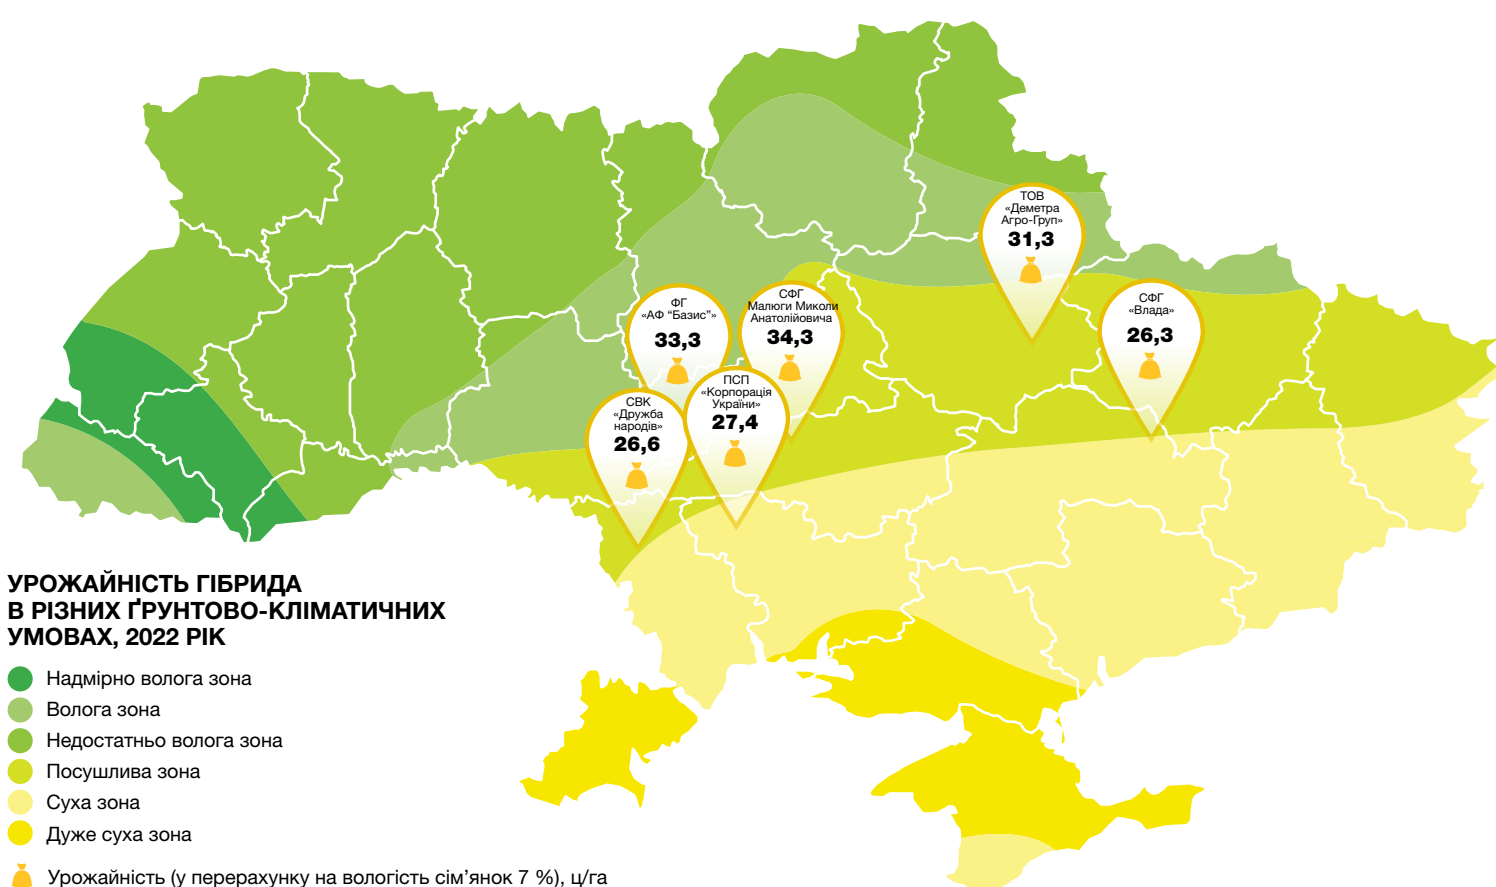 ТОВ
«Деметра
Агро-Груп»
31,3
СФГ
«Влада»
26,3
ФГ
«АФ “Базис”»
33,3
СФГ
Малюги Миколи
Анатолійовича
34,3
ПСП
«Корпорація
України»
27,4
СВК
«Дружба
народів»
26,6
УРОЖАЙНІСТЬ ГІБРИДА
В РІЗНИХ ҐРУНТОВО-КЛІМАТИЧНИХ
УМОВАХ, 2022 РІК
Надмірно волога зона
Волога зона
Недостатньо волога зона
Посушлива зона
Суха зона
Дуже суха зона
Урожайність (у перерахунку на вологість сім’янок 7 %), ц/га